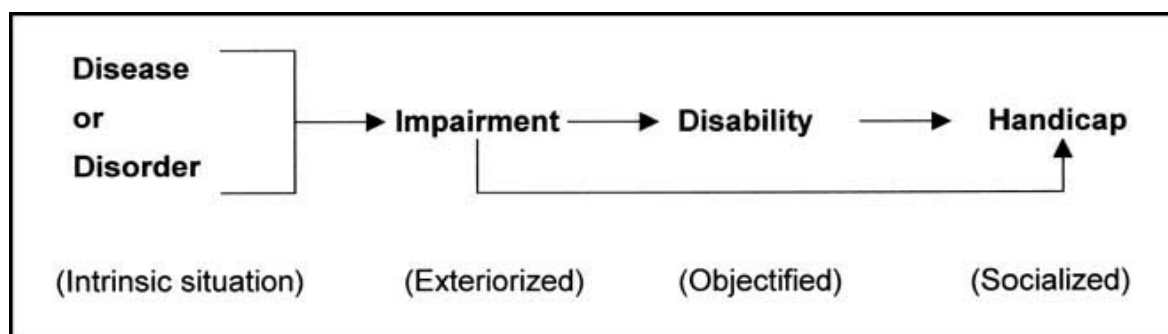 Disease
or
Disorder
Impairment
Disability
Handicap
(Intrinsic situation)
(Exteriorized)
(Objectified)
(Socialized)